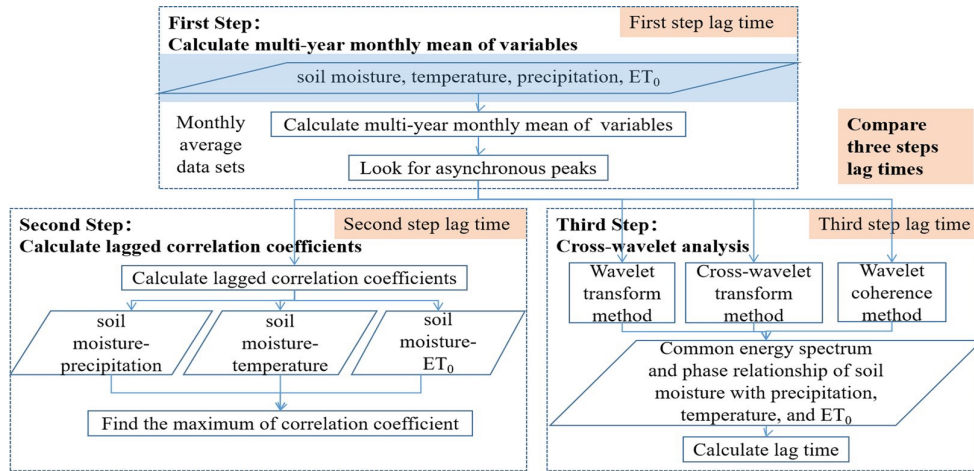 First Step：
First step lag time
Calculate multi-year monthly mean of variables
soil moisture, temperature, precipitation, ET₀
Monthly
average
data sets
Calculate multi-year monthly mean of variables
Look for asynchronous peaks
Compare
three steps
lag times
Second Step：
Second step lag time
Calculate lagged correlation coefficients
Calculate lagged correlation coefficients
soil
moisture-
precipitation
soil
moisture-
temperature
soil
moisture-
ET₀
Find the maximum of correlation coefficient
Third Step：
Third step lag time
Cross-wavelet analysis
Wavelet
transform
method
Cross-wavelet
transform
method
Wavelet
coherence
method
Common energy spectrum
and phase relationship of soil
moisture with precipitation,
temperature, and ET₀
Calculate lag time